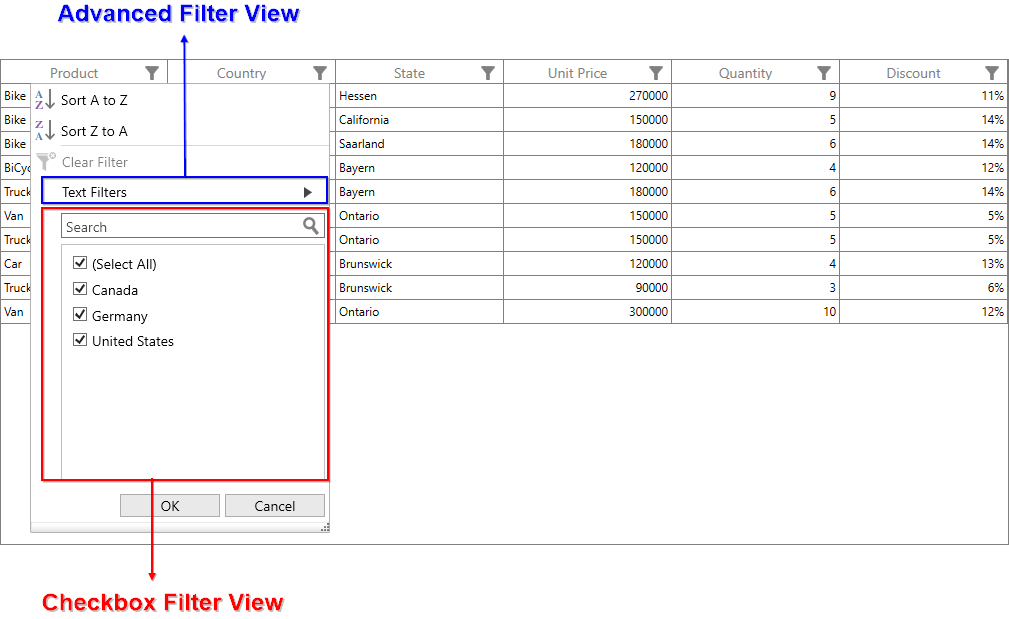 Advanced Filter View
Product Country State Unit Price Quantity Discount
Bike Hessen 270000 9 11%
Sort A to Z
Bike California 150000 5 14%
Sort Z to A
Bike Saarland 180000 6 14%
Clear Filter
BiCyc Bayern 120000 4 12%
Truck Text Filters Bayern 180000 6 14%
Van Ontario 150000 5 5%
Search
Truck Ontario 150000 5 5%
Car (Select All) Brunswick 120000 4 13%
Truck Canada Brunswick 90000 3 6%
Van Germany Ontario 300000 10 12%
United States
OK Cancel
Checkbox Filter View